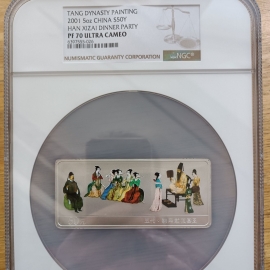 TANG DYNASTY PAINTING
2001 5oz CHINA S50Y
HAN XIZAI DINNER PARTY
PF 70 ULTRA CAMEO
NGC
NUMISMATIC GUARANTY CORPORATION